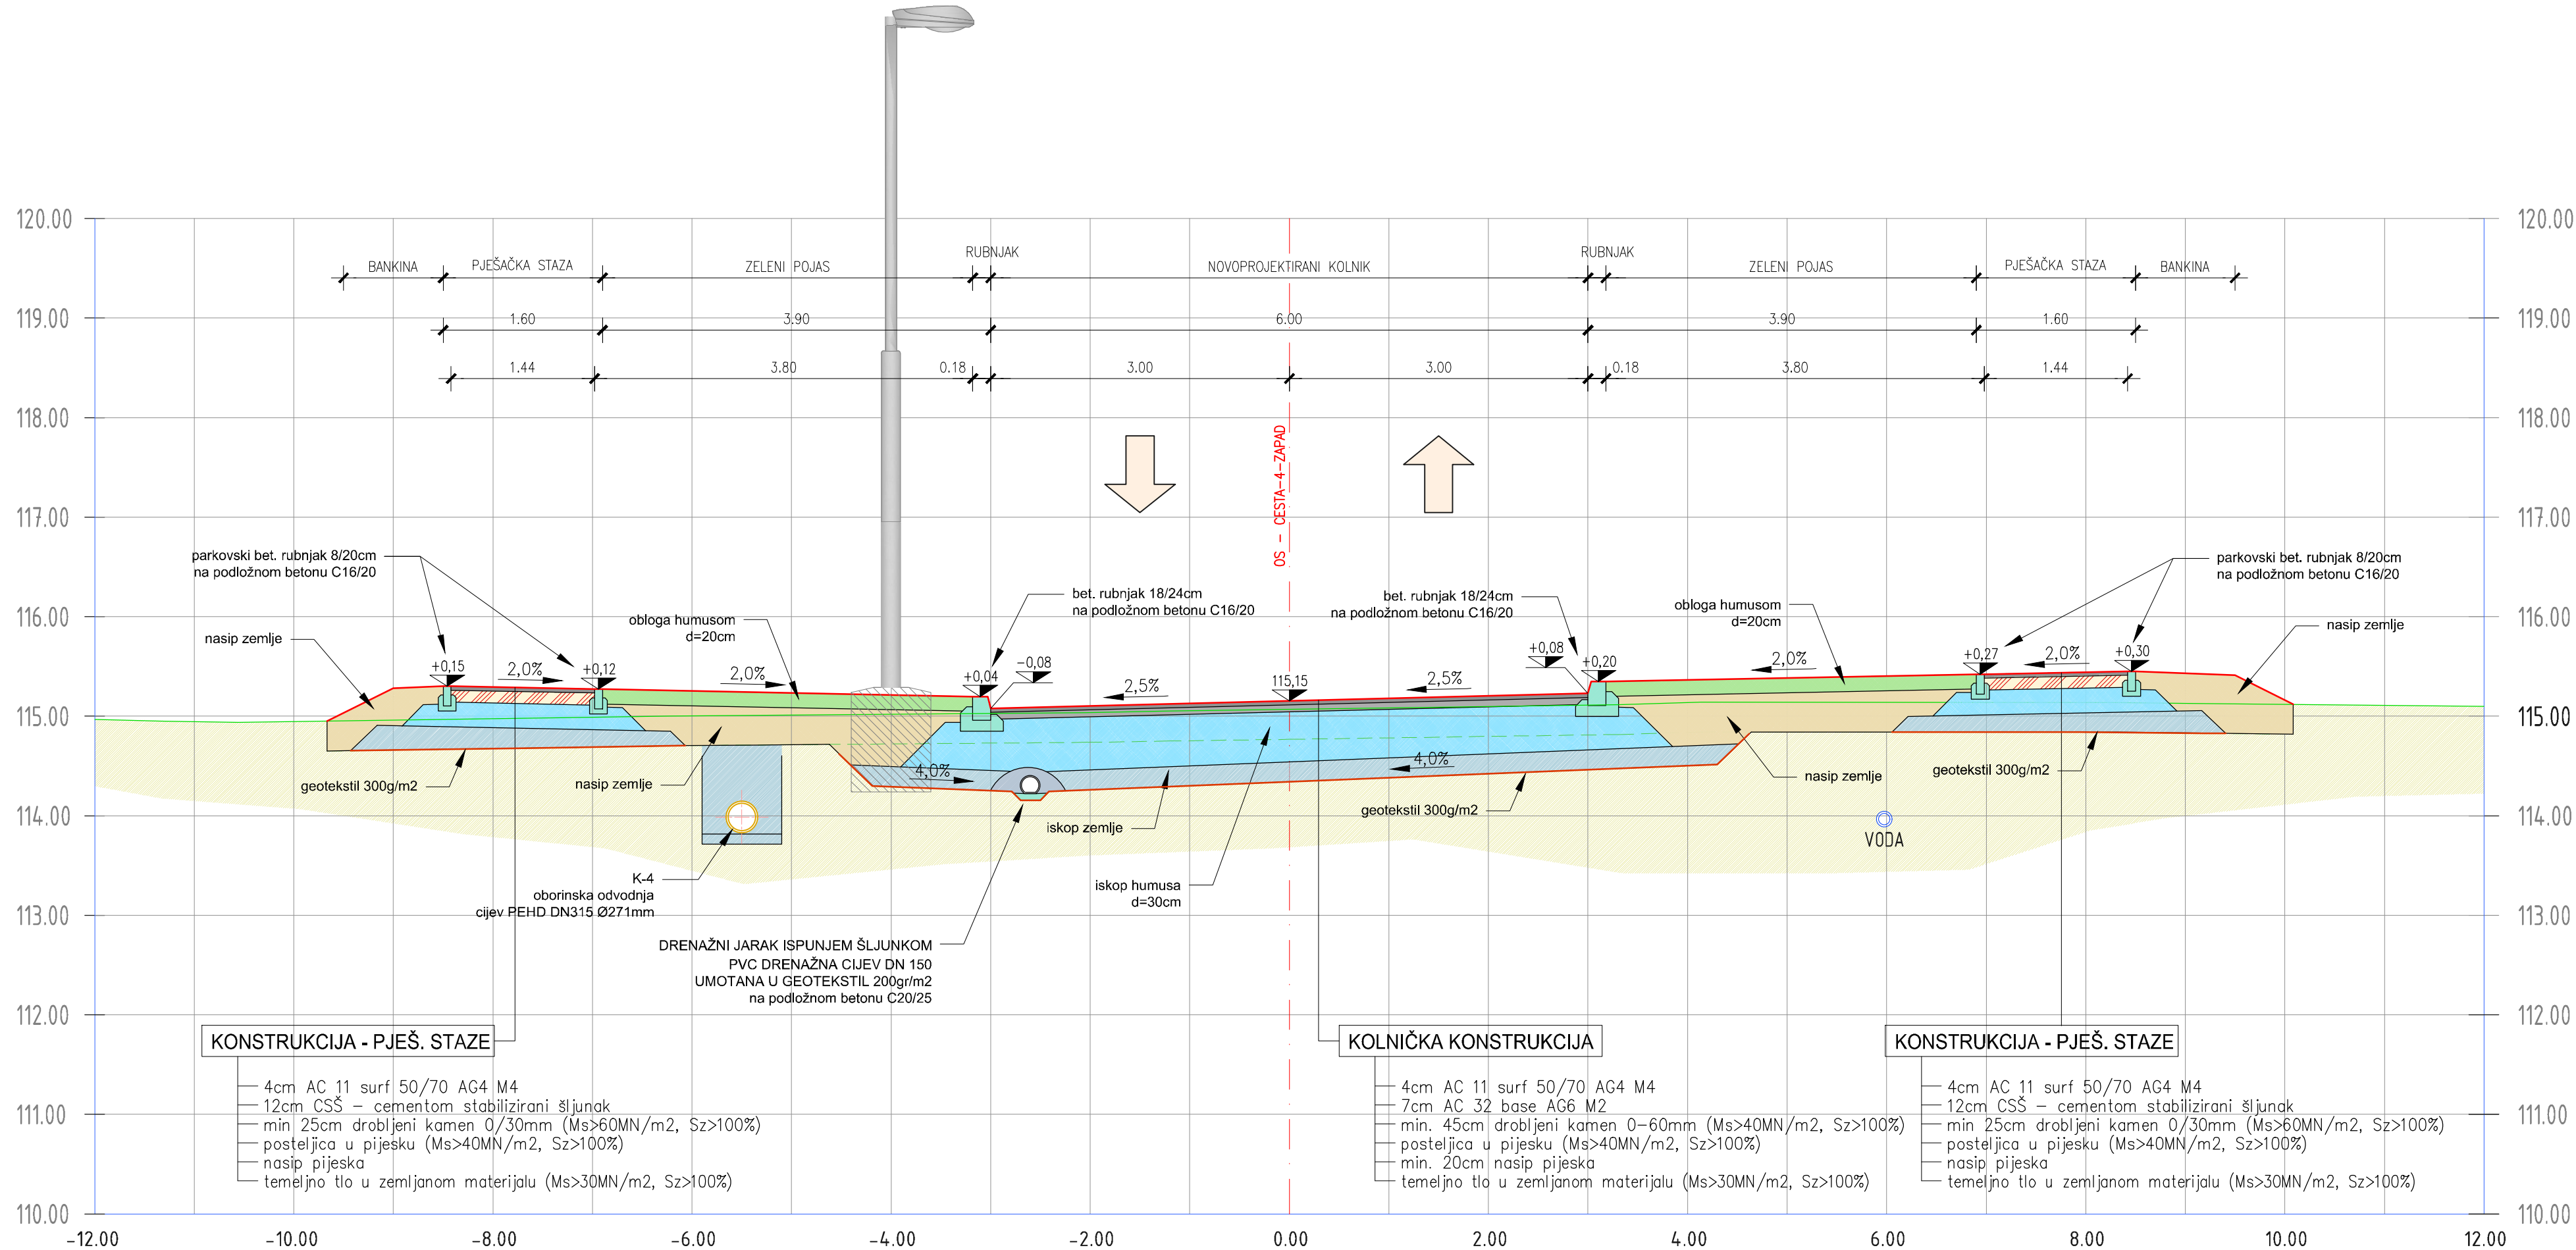 120.00
120.00
BANKINA
PJEŠAČKA STAZA
ZELENI POJAS
RUBNJAK
NOVOPROJEKTIRANI KOLNIK
RUBNJAK
ZELENI POJAS
PJEŠAČKA STAZA
BANKINA
119.00
1.60
3.90
6.00
3.90
1.60
119.00
1.44
3.80
0.18
3.00
3.00
0.18
3.80
1.44
118.00
118.00
OS - CESTA-4-ZAPAD
117.00
117.00
parkovski bet. rubnjak 8/20cm
na podložnom betonu C16/20
bet. rubnjak 18/24cm
na podložnom betonu C16/20
bet. rubnjak 18/24cm
na podložnom betonu C16/20
parkovski bet. rubnjak 8/20cm
na podložnom betonu C16/20
116.00
116.00
nasip zemlje
obloga humusom
d=20cm
obloga humusom
d=20cm
nasip zemlje
+0,15
2,0%
+0,12
2,0%
+0,04
-0,08
2,5%
115,15
2,5%
+0,08
+0,20
2,0%
+0,27
2,0%
+0,30
115.00
115.00
geotekstil 300g/m2
nasip zemlje
4,0%
4,0%
iskop zemlje
geotekstil 300g/m2
nasip zemlje
geotekstil 300g/m2
114.00
114.00
VODA
K-4
oborinska odvodnja
cijev PEHD DN315 Ø271mm
iskop humusa
d=30cm
113.00
113.00
DRENAŽNI JARAK ISPUNJEM ŠLJUNKOM
PVC DRENAŽNA CIJEV DN 150
UMOTANA U GEOTEKSTIL 200gr/m2
na podložnom betonu C20/25
112.00
112.00
KONSTRUKCIJA - PJEŠ. STAZE
4cm AC 11 surf 50/70 AG4 M4
12cm CSŠ – cementom stabilizirani šljunak
min 25cm drobljeni kamen 0/30mm (Ms>60MN/m2, Sz>100%)
posteljica u pijesku (Ms>40MN/m2, Sz>100%)
nasip pijeska
temeljno tlo u zemljanom materijalu (Ms>30MN/m2, Sz>100%)
KOLNIČKA KONSTRUKCIJA
4cm AC 11 surf 50/70 AG4 M4
7cm AC 32 base AG6 M2
min. 45cm drobljeni kamen 0-60mm (Ms>40MN/m2, Sz>100%)
posteljica u pijesku (Ms>40MN/m2, Sz>100%)
min. 20cm nasip pijeska
temeljno tlo u zemljanom materijalu (Ms>30MN/m2, Sz>100%)
KONSTRUKCIJA - PJEŠ. STAZE
4cm AC 11 surf 50/70 AG4 M4
12cm CSŠ – cementom stabilizirani šljunak
min 25cm drobljeni kamen 0/30mm (Ms>60MN/m2, Sz>100%)
posteljica u pijesku (Ms>40MN/m2, Sz>100%)
nasip pijeska
temeljno tlo u zemljanom materijalu (Ms>30MN/m2, Sz>100%)
111.00
111.00
110.00
110.00
-12.00
-10.00
-8.00
-6.00
-4.00
-2.00
0.00
2.00
4.00
6.00
8.00
10.00
12.00